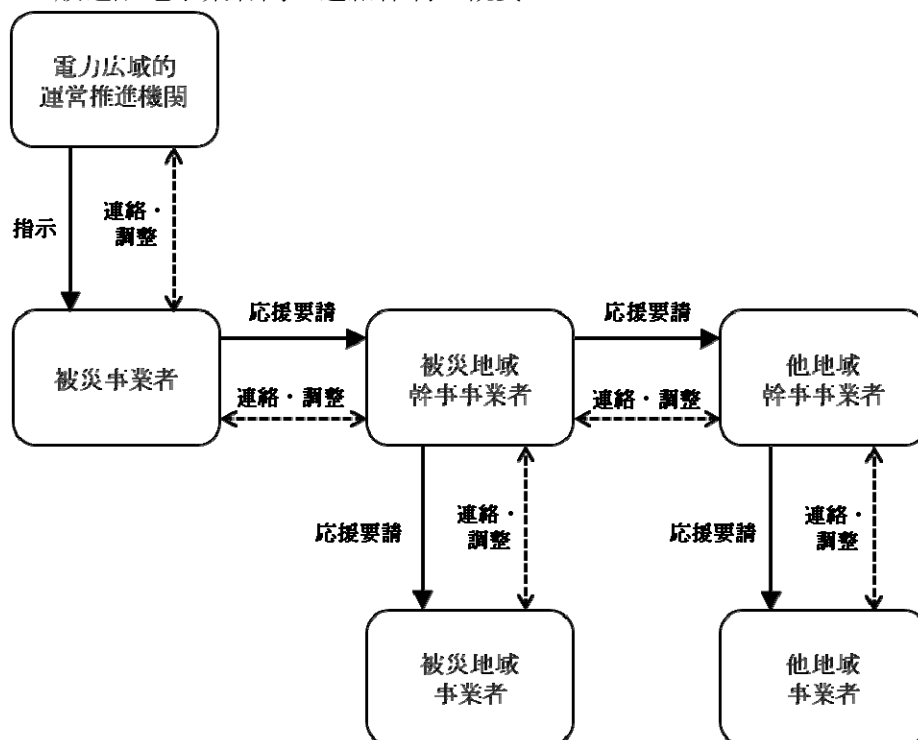 電力広域的
運営推進機関
指示
連絡・
調整
被災事業者
応援要請
連絡・調整
被災地域
幹事事業者
応援要請
連絡・調整
他地域
幹事事業者
応援要請
連絡・
調整
応援要請
連絡・
調整
被災地域
事業者
他地域
事業者